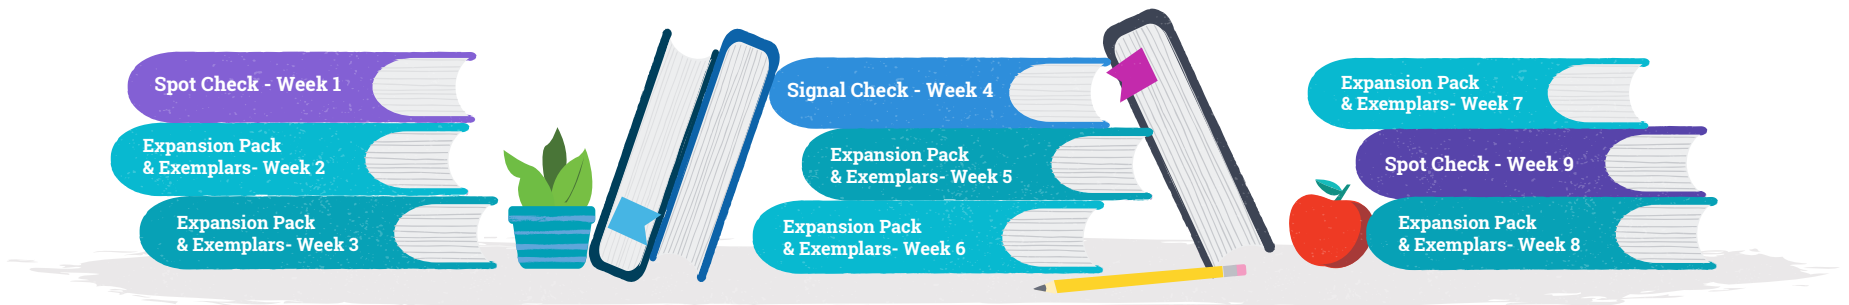 Spot Check - Week 1
Expansion Pack
& Exemplars- Week 2
Expansion Pack
& Exemplars- Week 3
Signal Check - Week 4
Expansion Pack
& Exemplars- Week 5
Expansion Pack
& Exemplars- Week 6
Expansion Pack
& Exemplars- Week 7
Spot Check - Week 9
Expansion Pack
& Exemplars- Week 8